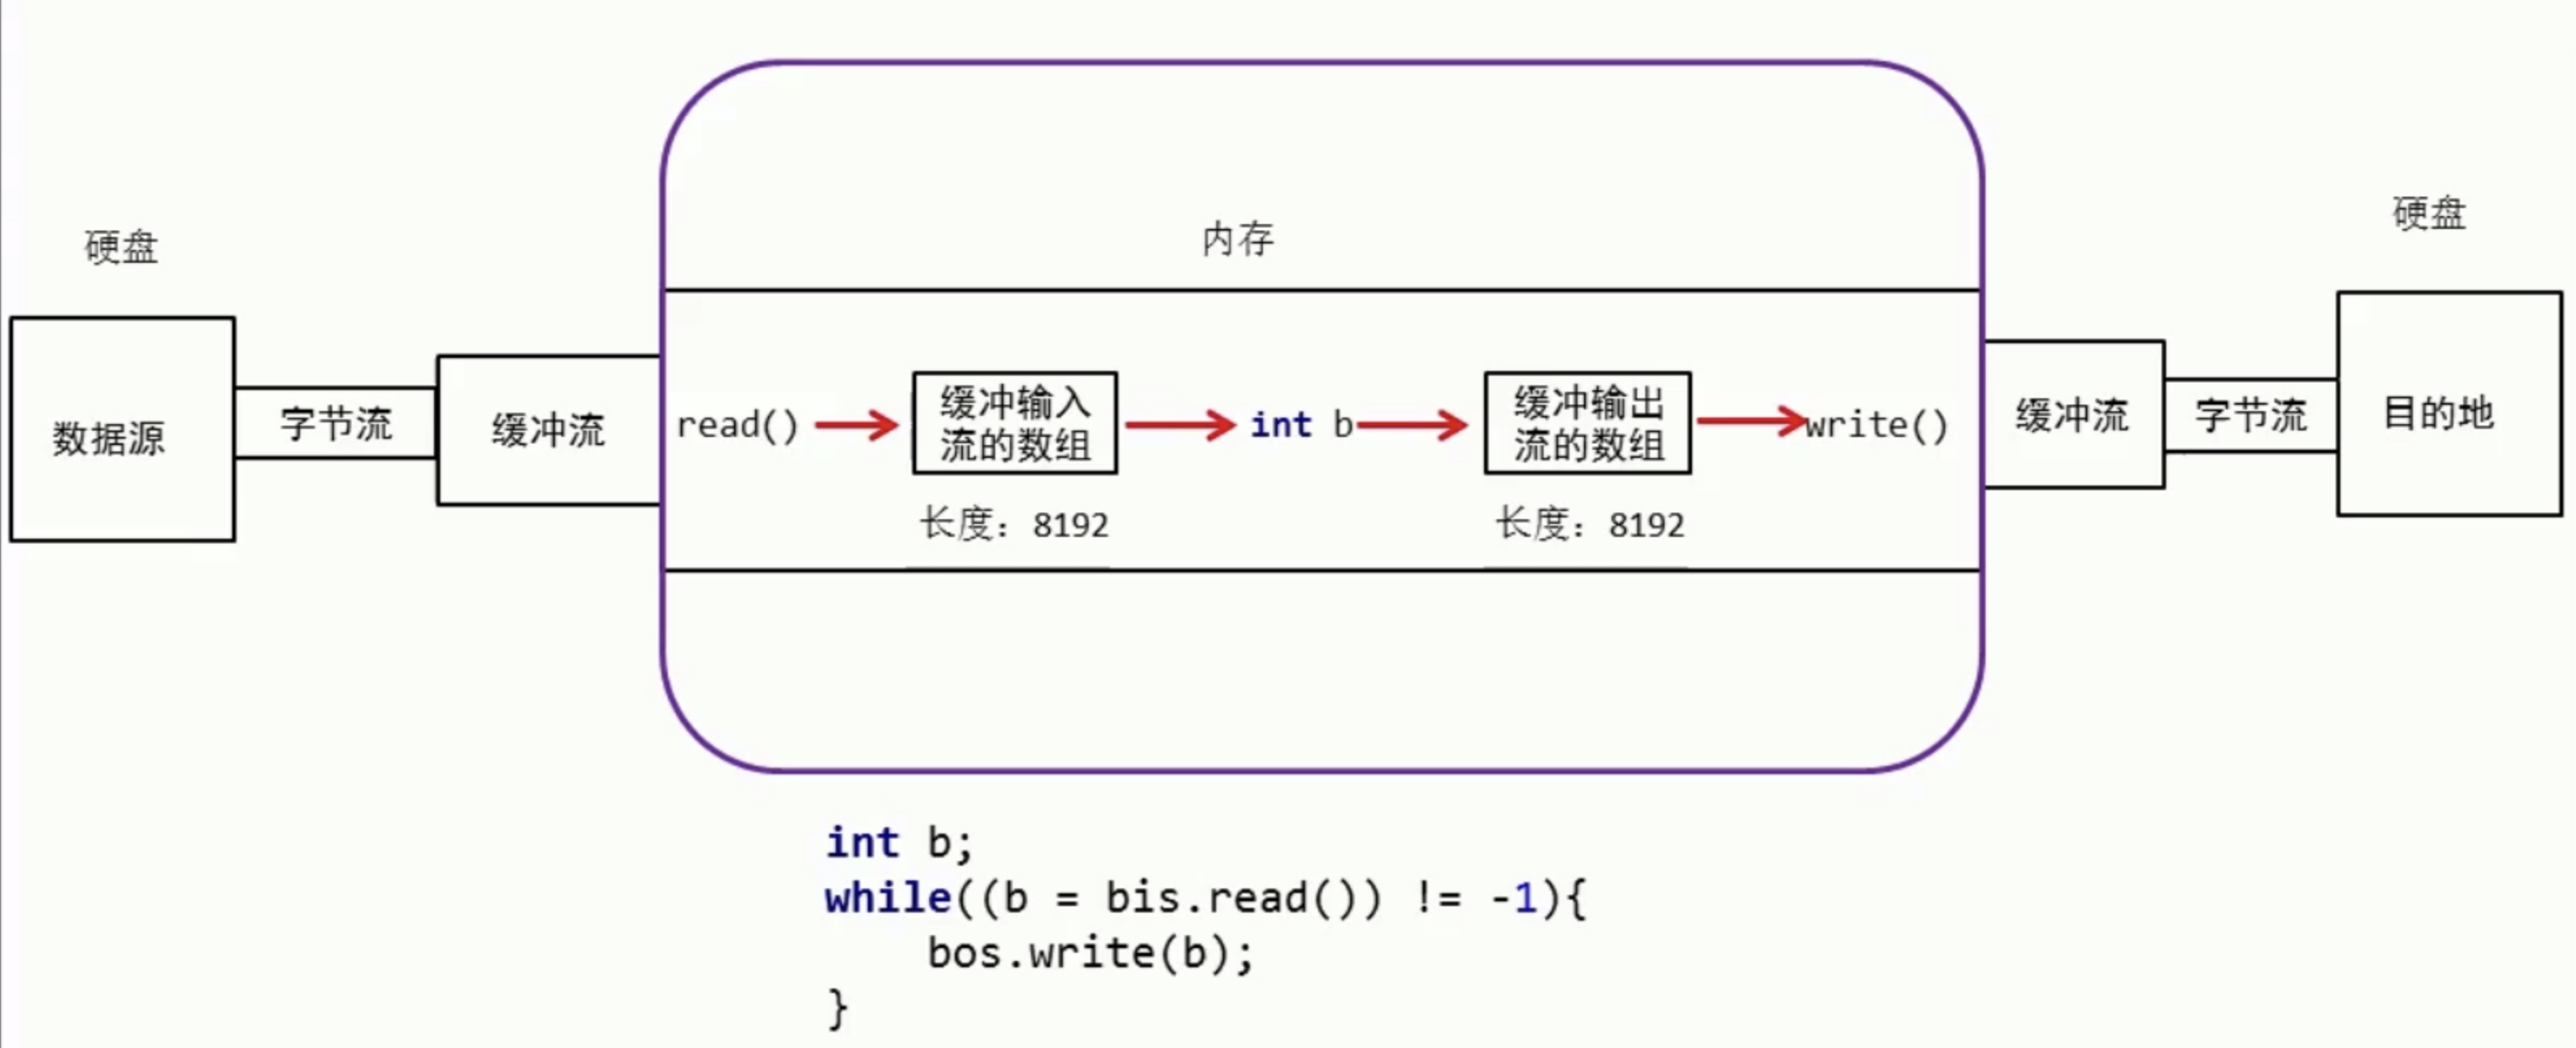 硬盘
硬盘
内存
数据源
字节流
缓冲流
read()
缓冲输入
流的数组
int b
缓冲输出
流的数组
write()
缓冲流
字节流
目的地
长度：8192
长度：8192
int b;
while((b = bis.read()) != -1){
bos.write(b);
}